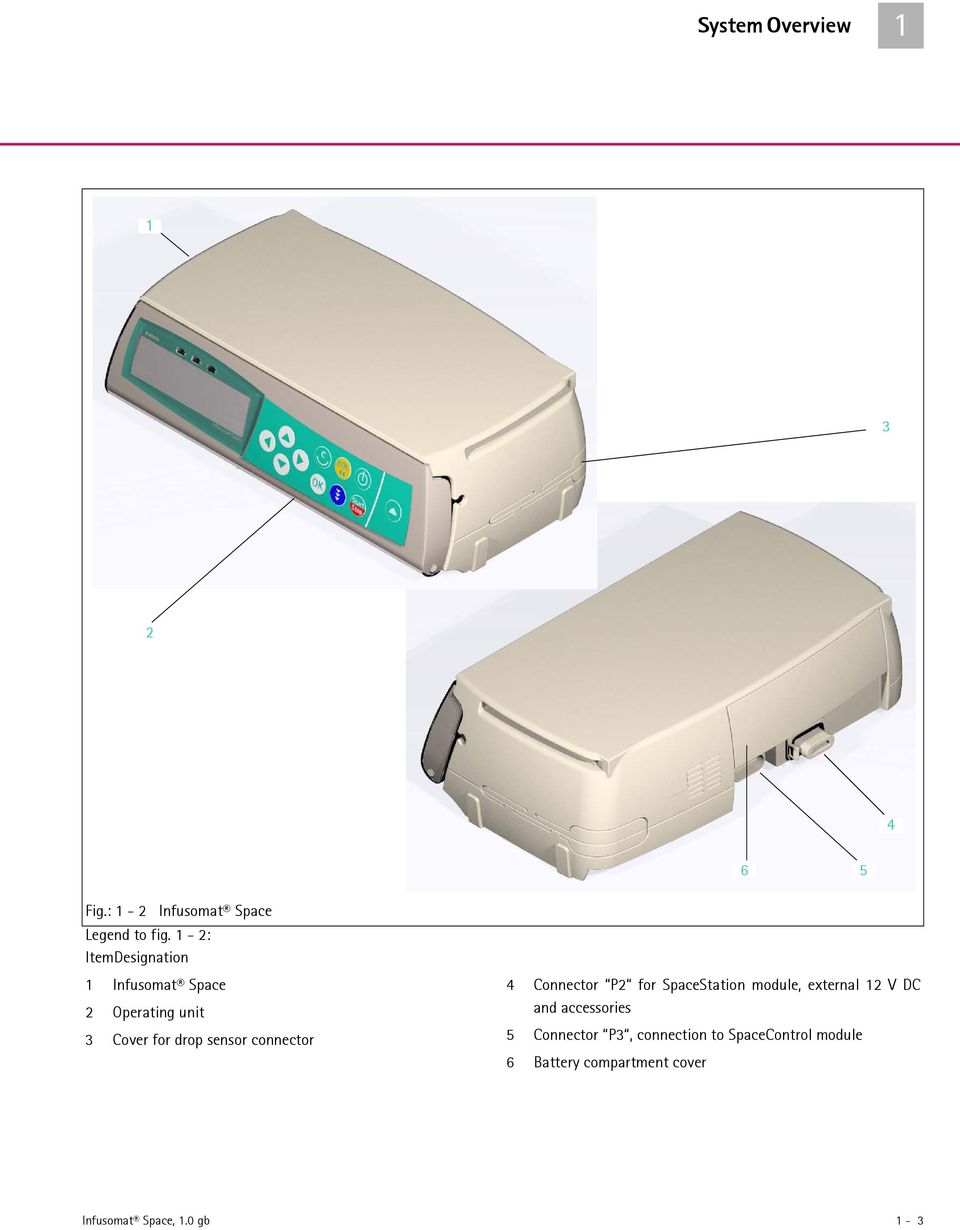 System Overview 1
1
3
2
4
6 5
C
OK
Start
Stop
Fig.: 1 - 2 Infusomat® Space
Legend to fig. 1 - 2:
ItemDesignation
1 Infusomat® Space
2 Operating unit
3 Cover for drop sensor connector
4 Connector “P2“ for SpaceStation module, external 12 V DC
and accessories
5 Connector “P3“, connection to SpaceControl module
6 Battery compartment cover
Infusomat® Space, 1.0 gb 1 - 3